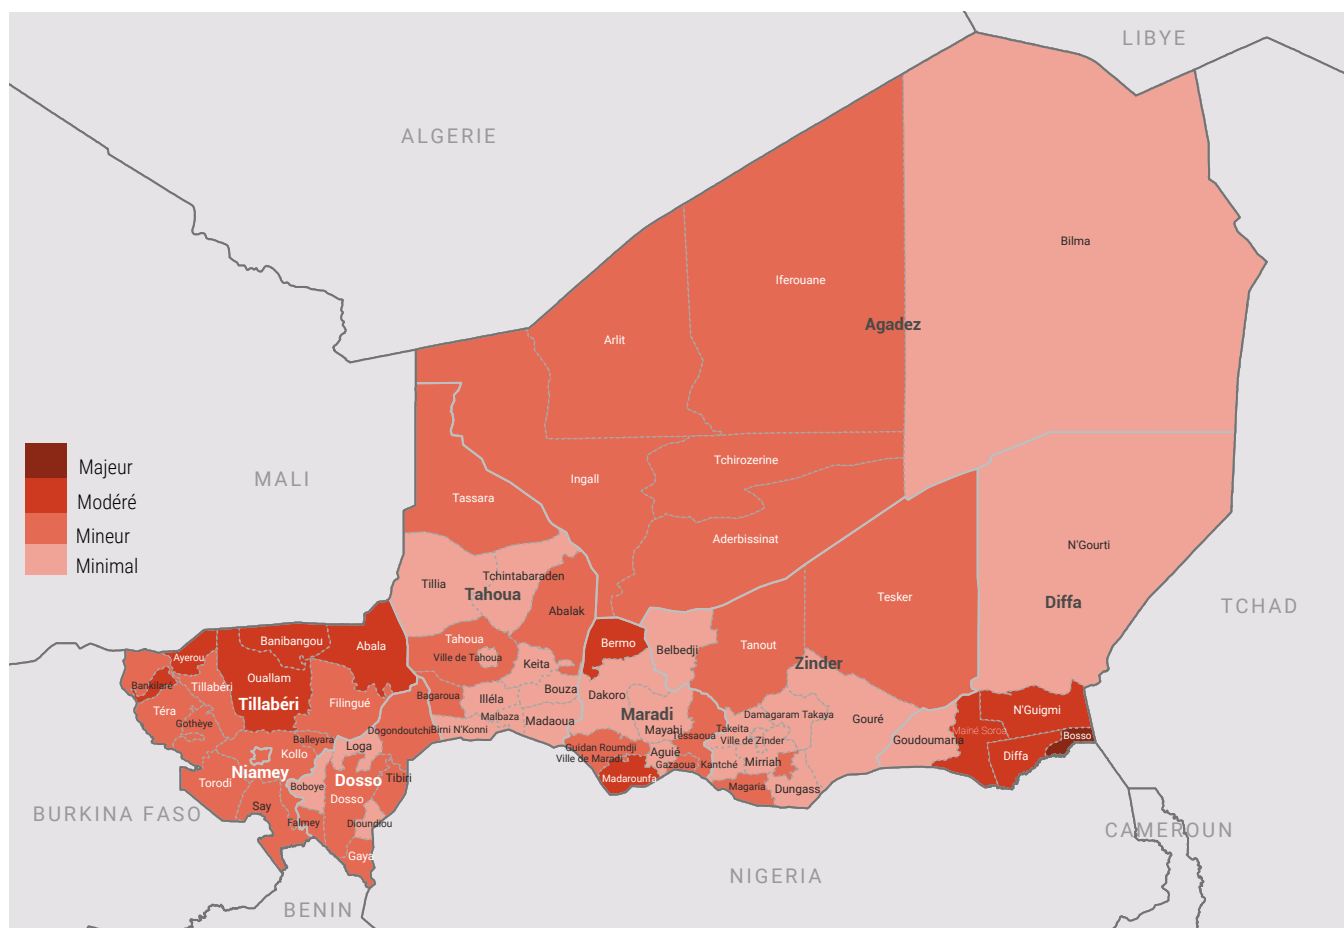 LIBYE
ALGERIE
Bilma
Iferouane
Agadez
Arlit
Majeur
Modéré
Mineur
Minimal
MALI
Tchirozerine
Ingall
Tassara
Aderbissinat
N'Gourti
Tillia
Tchintabaraden
Tahoua
Abalak
Tesker
Diffa
TCHAD
Banibangou
Abala
Ayerou
Tahoua
Ville de Tahoua
Bermo
Belbedji
Tanout
Zinder
Keita
Bankilaré
Tillabéri
Ouallam
Tillabéri
Filingué
Bagaroua
Illéla
Bouza
Dakoro
Téra
Gothèye
Malbaza
Madaoua
Maradi
Mayahi
Damagaram Takaya
Gouré
N'Guigmi
Dogondoutchi
Birni N'Konni
Tessaoua
Takeita
Ville de Zinder
Goudoumaria
Mainé Soroa
Bosso
Balleyara
Loga
Kollo
Guidan Roumdji
Ville de Maradi
Aguié
Gazaoua
Kantché
Mirriah
Diffa
Niamey
Torodi
Boboye
Dosso
Tibiri
Madarounfa
Magaria
Dungass
Say
Dosso
Falmey
Dioundiou
Gaya
BURKINA FASO
CAMEROUN
NIGERIA
BENIN